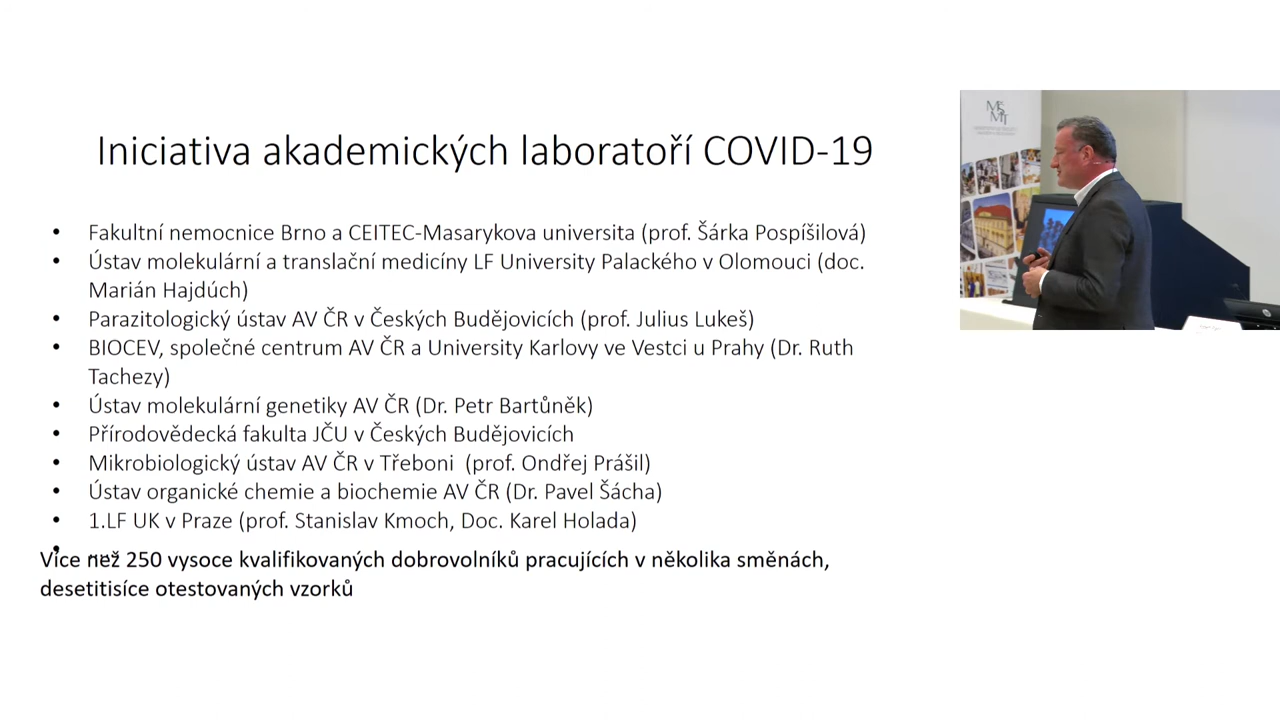 Iniciativa akademických laboratoří COVID-19
• Fakultní nemocnice Brno a CEITEC-Masarykova universita (prof. Šárka Pospíšilová)
• Ústav molekulární a translační medicíny LF University Palackého v Olomouci (doc.
Marián Hajdúch)
• Parazitologický ústav AV ČR v Českých Budějovicích (prof. Julius Lukeš)
• BIOCEV, společné centrum AV ČR a University Karlovy ve Vestci u Prahy (Dr. Ruth
Tachezy)
• Ústav molekulární genetiky AV ČR (Dr. Petr Bartůněk)
• Přírodovědecká fakulta JČU v Českých Budějovicích
• Mikrobiologický ústav AV ČR v Třeboni  (prof. Ondřej Prášil)
• Ústav organické chemie a biochemie AV ČR (Dr. Pavel Šácha)
• 1.LF UK v Praze (prof. Stanislav Kmoch, Doc. Karel Holada)
Více než 250 vysoce kvalifikovaných dobrovolníků pracujících v několika směnách,
desetitisíce otestovaných vzorků